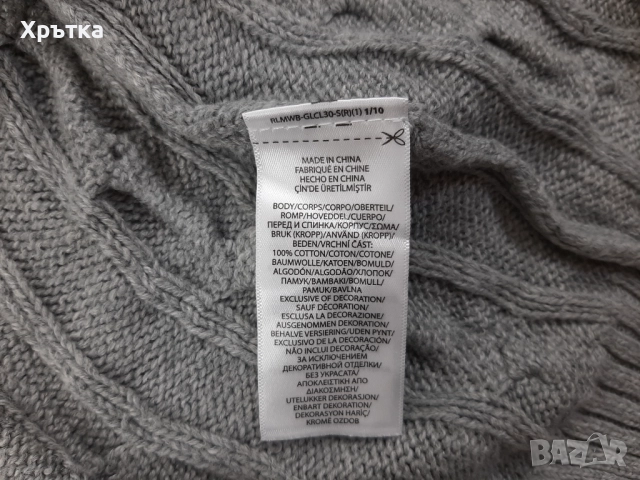 Хрътка
RLMWB-GLCL30-5(R)(1) 1/10
MADE IN CHINA
FABRIQUÉ EN CHINE
HECHO EN CHINA
ÇİN'DE ÜRETİLMİŞTİR
BODY/CORPS/CORPO/OBERTEIL/
ROMP/HOVEDDEL/CUERPO/
ПЕРЕД И СПИНКА/КОРПУС/ΣΩΜΑ/
BRUK (KROPP)/ANVÄND (KROPP)/
BEDEN/VRCHNÍ ČÁST:
100% COTTON/COTON/COTONE/
BAUMWOLLE/KATOEN/BOMULD/
ALGODÓN/ALGODÃO/ХЛОПОК/
ПАМУК/ΒΑΜΒΑΚΙ/BOMULL/
PAMUK/BAVLNA
EXCLUSIVE OF DECORATION/
SAUF DÉCORATION/
ESCLUSA LA DECORAZIONE/
AUSGENOMMEN DEKORATION/
BEHALVE VERSIERING/UDEN PYNT/
EXCLUSIVO DE LA DECORACIÓN/
NÃO INCLUI DECORAÇÃO/
ЗА ИСКЛЮЧЕНИЕМ
ДЕКОРАТИВНОЙ ОТДЕЛКИ/
БЕЗ УКРАСАТА/
ΑΠΟΚΛΕΙΣΤΙΚΗ ΑΠΟ
ΔΙΑΚΟΣΜΗΣΗ/
UTELUKKER DEKORASJON/
ENBART DEKORATION/
DEKORASYON HARİÇ/
KROMĚ OZDOB
BAZAR